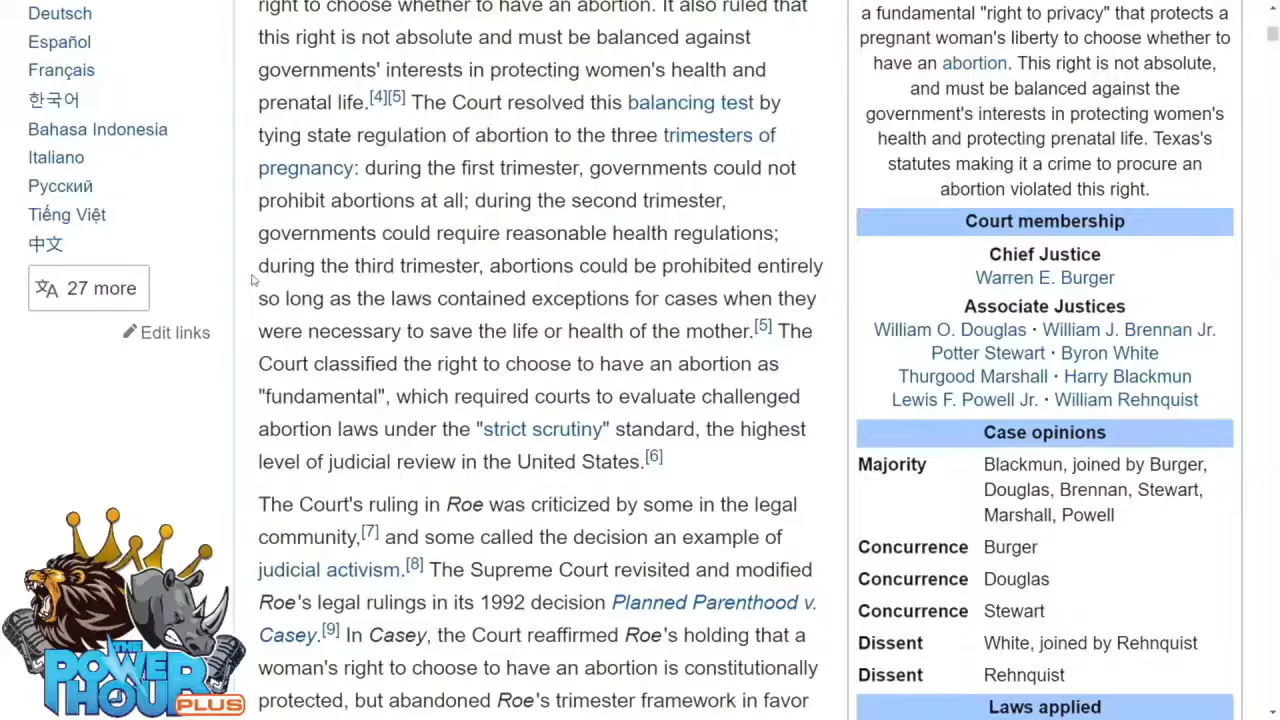 Deutsch
Español
Français
한국어
Bahasa Indonesia
Italiano
Русский
Tiếng Việt
中文
27 more
Edit links
right to choose whether to have an abortion. It also ruled that
this right is not absolute and must be balanced against
governments' interests in protecting women's health and
prenatal life.[4][5] The Court resolved this balancing test by
tying state regulation of abortion to the three trimesters of
pregnancy: during the first trimester, governments could not
prohibit abortions at all; during the second trimester,
governments could require reasonable health regulations;
during the third trimester, abortions could be prohibited entirely
so long as the laws contained exceptions for cases when they
were necessary to save the life or health of the mother.[5] The
Court classified the right to choose to have an abortion as
"fundamental", which required courts to evaluate challenged
abortion laws under the "strict scrutiny" standard, the highest
level of judicial review in the United States.[6]
The Court's ruling in Roe was criticized by some in the legal
community,[7] and some called the decision an example of
judicial activism.[8] The Supreme Court revisited and modified
Roe's legal rulings in its 1992 decision Planned Parenthood v.
Casey.[9] In Casey, the Court reaffirmed Roe's holding that a
woman's right to choose to have an abortion is constitutionally
protected, but abandoned Roe's trimester framework in favor
a fundamental "right to privacy" that protects a
pregnant woman's liberty to choose whether to
have an abortion. This right is not absolute,
and must be balanced against the
government's interests in protecting women's
health and protecting prenatal life. Texas's
statutes making it a crime to procure an
abortion violated this right.
Court membership
Chief Justice
Warren E. Burger
Associate Justices
William O. Douglas · William J. Brennan Jr.
Potter Stewart · Byron White
Thurgood Marshall · Harry Blackmun
Lewis F. Powell Jr. · William Rehnquist
Case opinions
Majority Blackmun, joined by Burger,
Douglas, Brennan, Stewart,
Marshall, Powell
Concurrence Burger
Concurrence Douglas
Concurrence Stewart
Dissent White, joined by Rehnquist
Dissent Rehnquist
Laws applied
THE
POWER
HOUR
PLUS